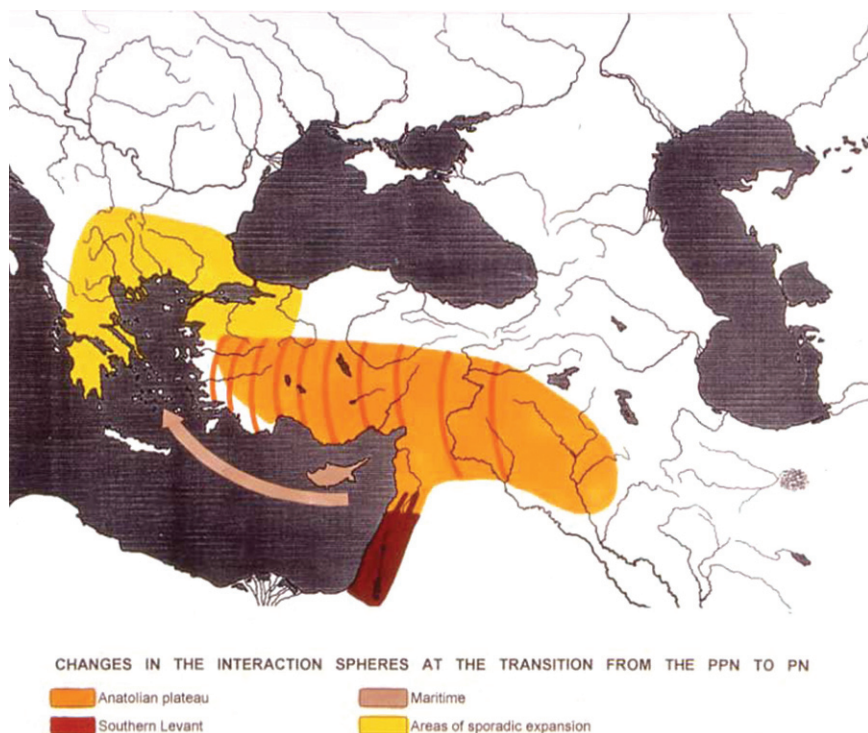 CHANGES IN THE INTERACTION SPHERES AT THE TRANSITION FROM THE PPN TO PN
Anatolian plateau
Maritime
Southern Levant
Areas of sporadic expansion